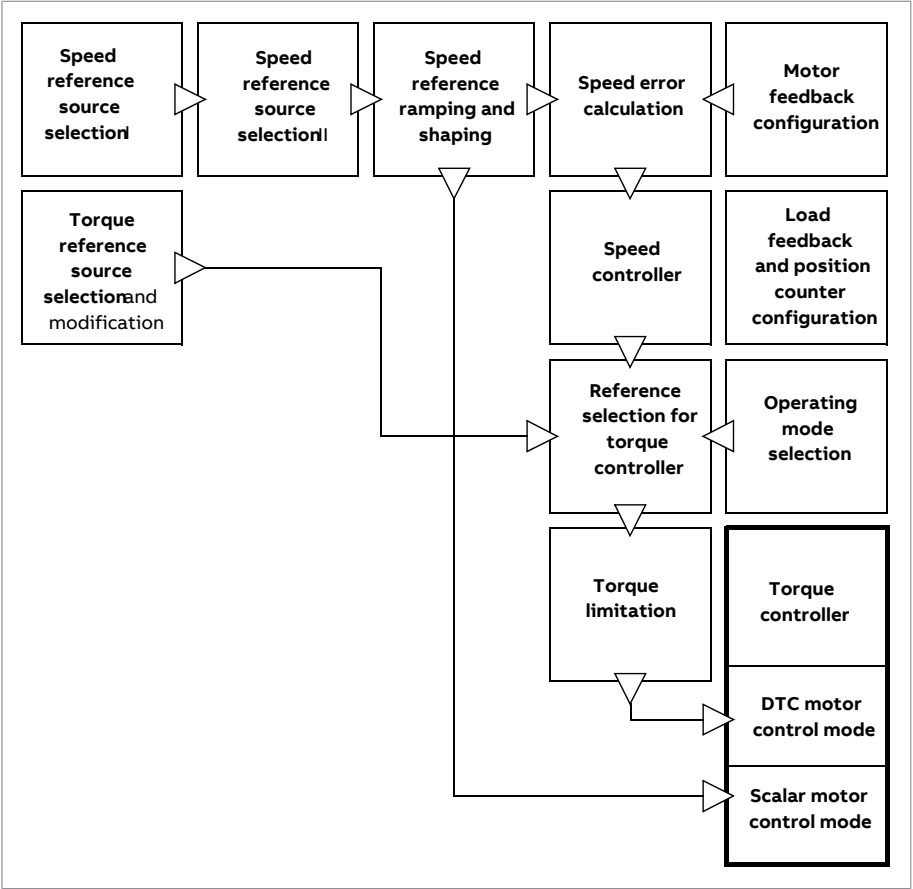 Speed
reference
source
selection I
Speed
reference
source
selection II
Speed
reference
ramping and
shaping
Speed error
calculation
Motor
feedback
configuration
Torque
reference
source
selection and
modification
Speed
controller
Load
feedback
and position
counter
configuration
Reference
selection for
torque
controller
Operating
mode
selection
Torque
limitation
Torque
controller
DTC motor
control mode
Scalar motor
control mode